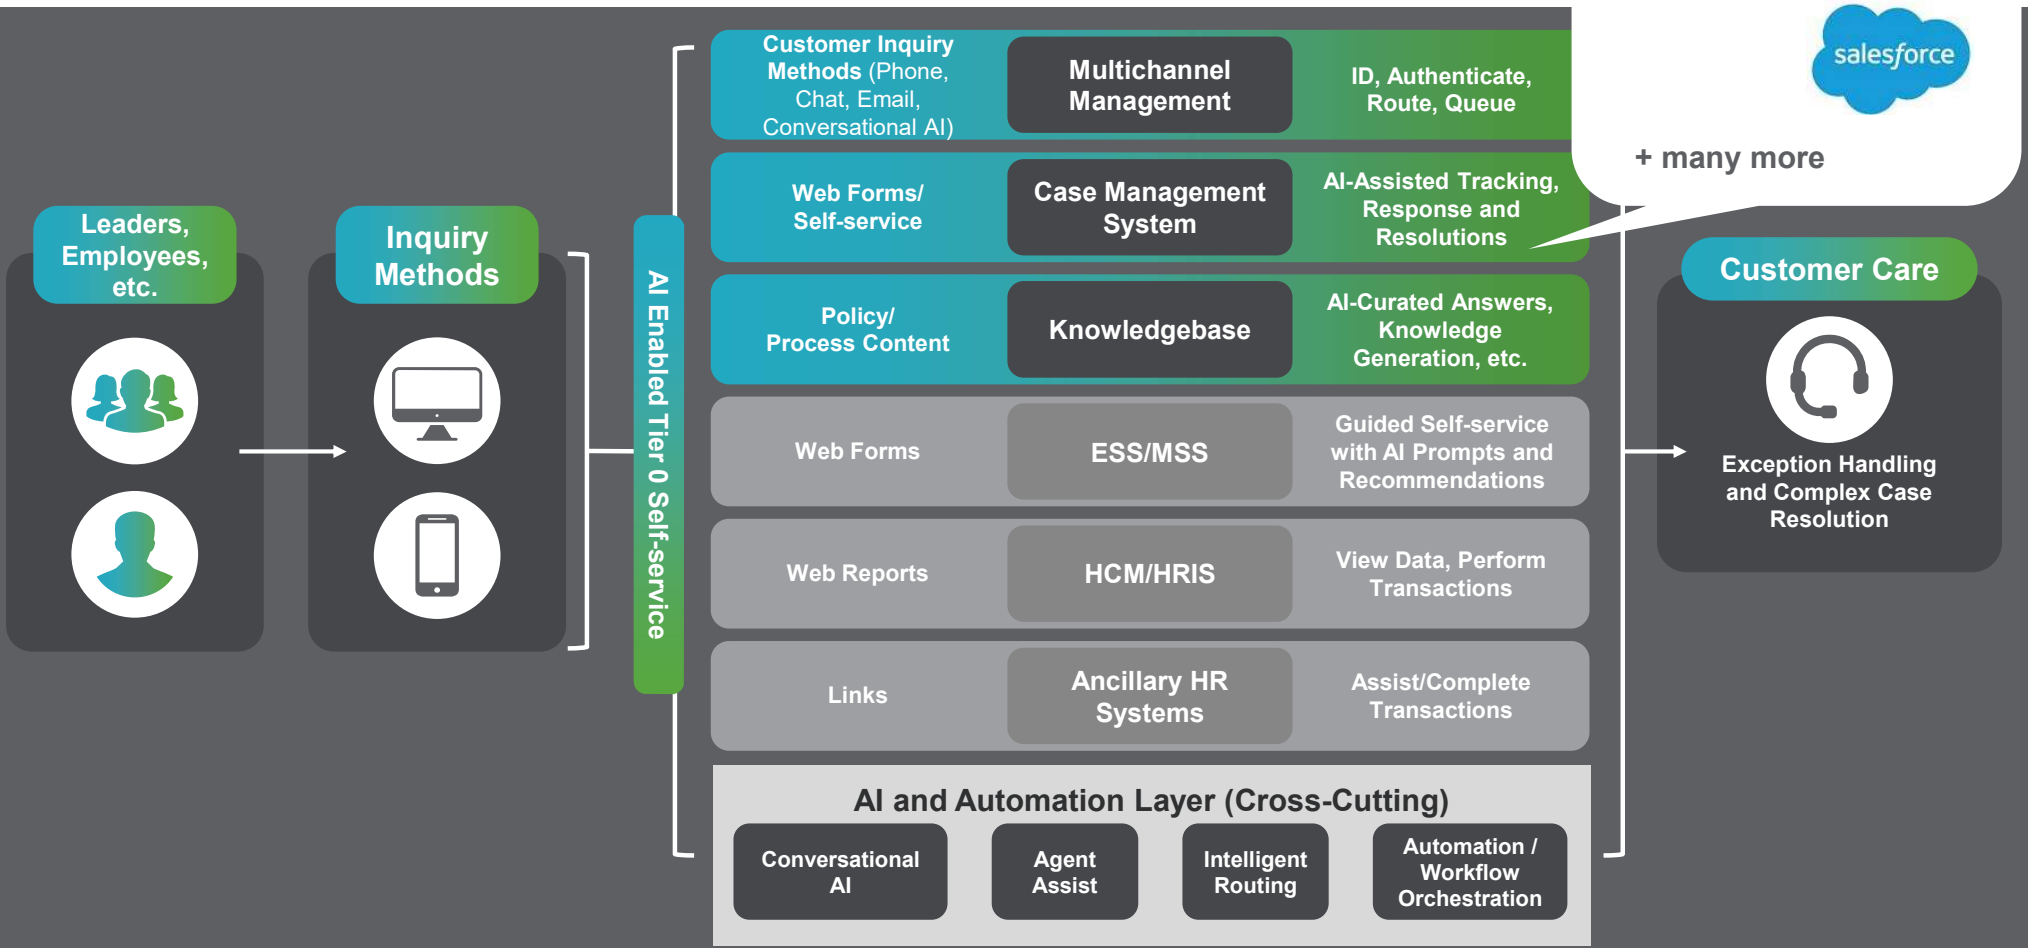 salesforce
+ many more
Leaders,
Employees,
etc.
Inquiry
Methods
AI Enabled Tier 0 Self-service
Customer Inquiry
Methods (Phone,
Chat, Email,
Conversational AI)
Multichannel
Management
ID, Authenticate,
Route, Queue
Web Forms/
Self-service
Case Management
System
AI-Assisted Tracking,
Response and
Resolutions
Policy/
Process Content
Knowledgebase
AI-Curated Answers,
Knowledge
Generation, etc.
Web Forms
ESS/MSS
Guided Self-service
with AI Prompts and
Recommendations
Web Reports
HCM/HRIS
View Data, Perform
Transactions
Links
Ancillary HR
Systems
Assist/Complete
Transactions
AI and Automation Layer (Cross-Cutting)
Conversational
AI
Agent
Assist
Intelligent
Routing
Automation /
Workflow
Orchestration
Customer Care
Exception Handling
and Complex Case
Resolution